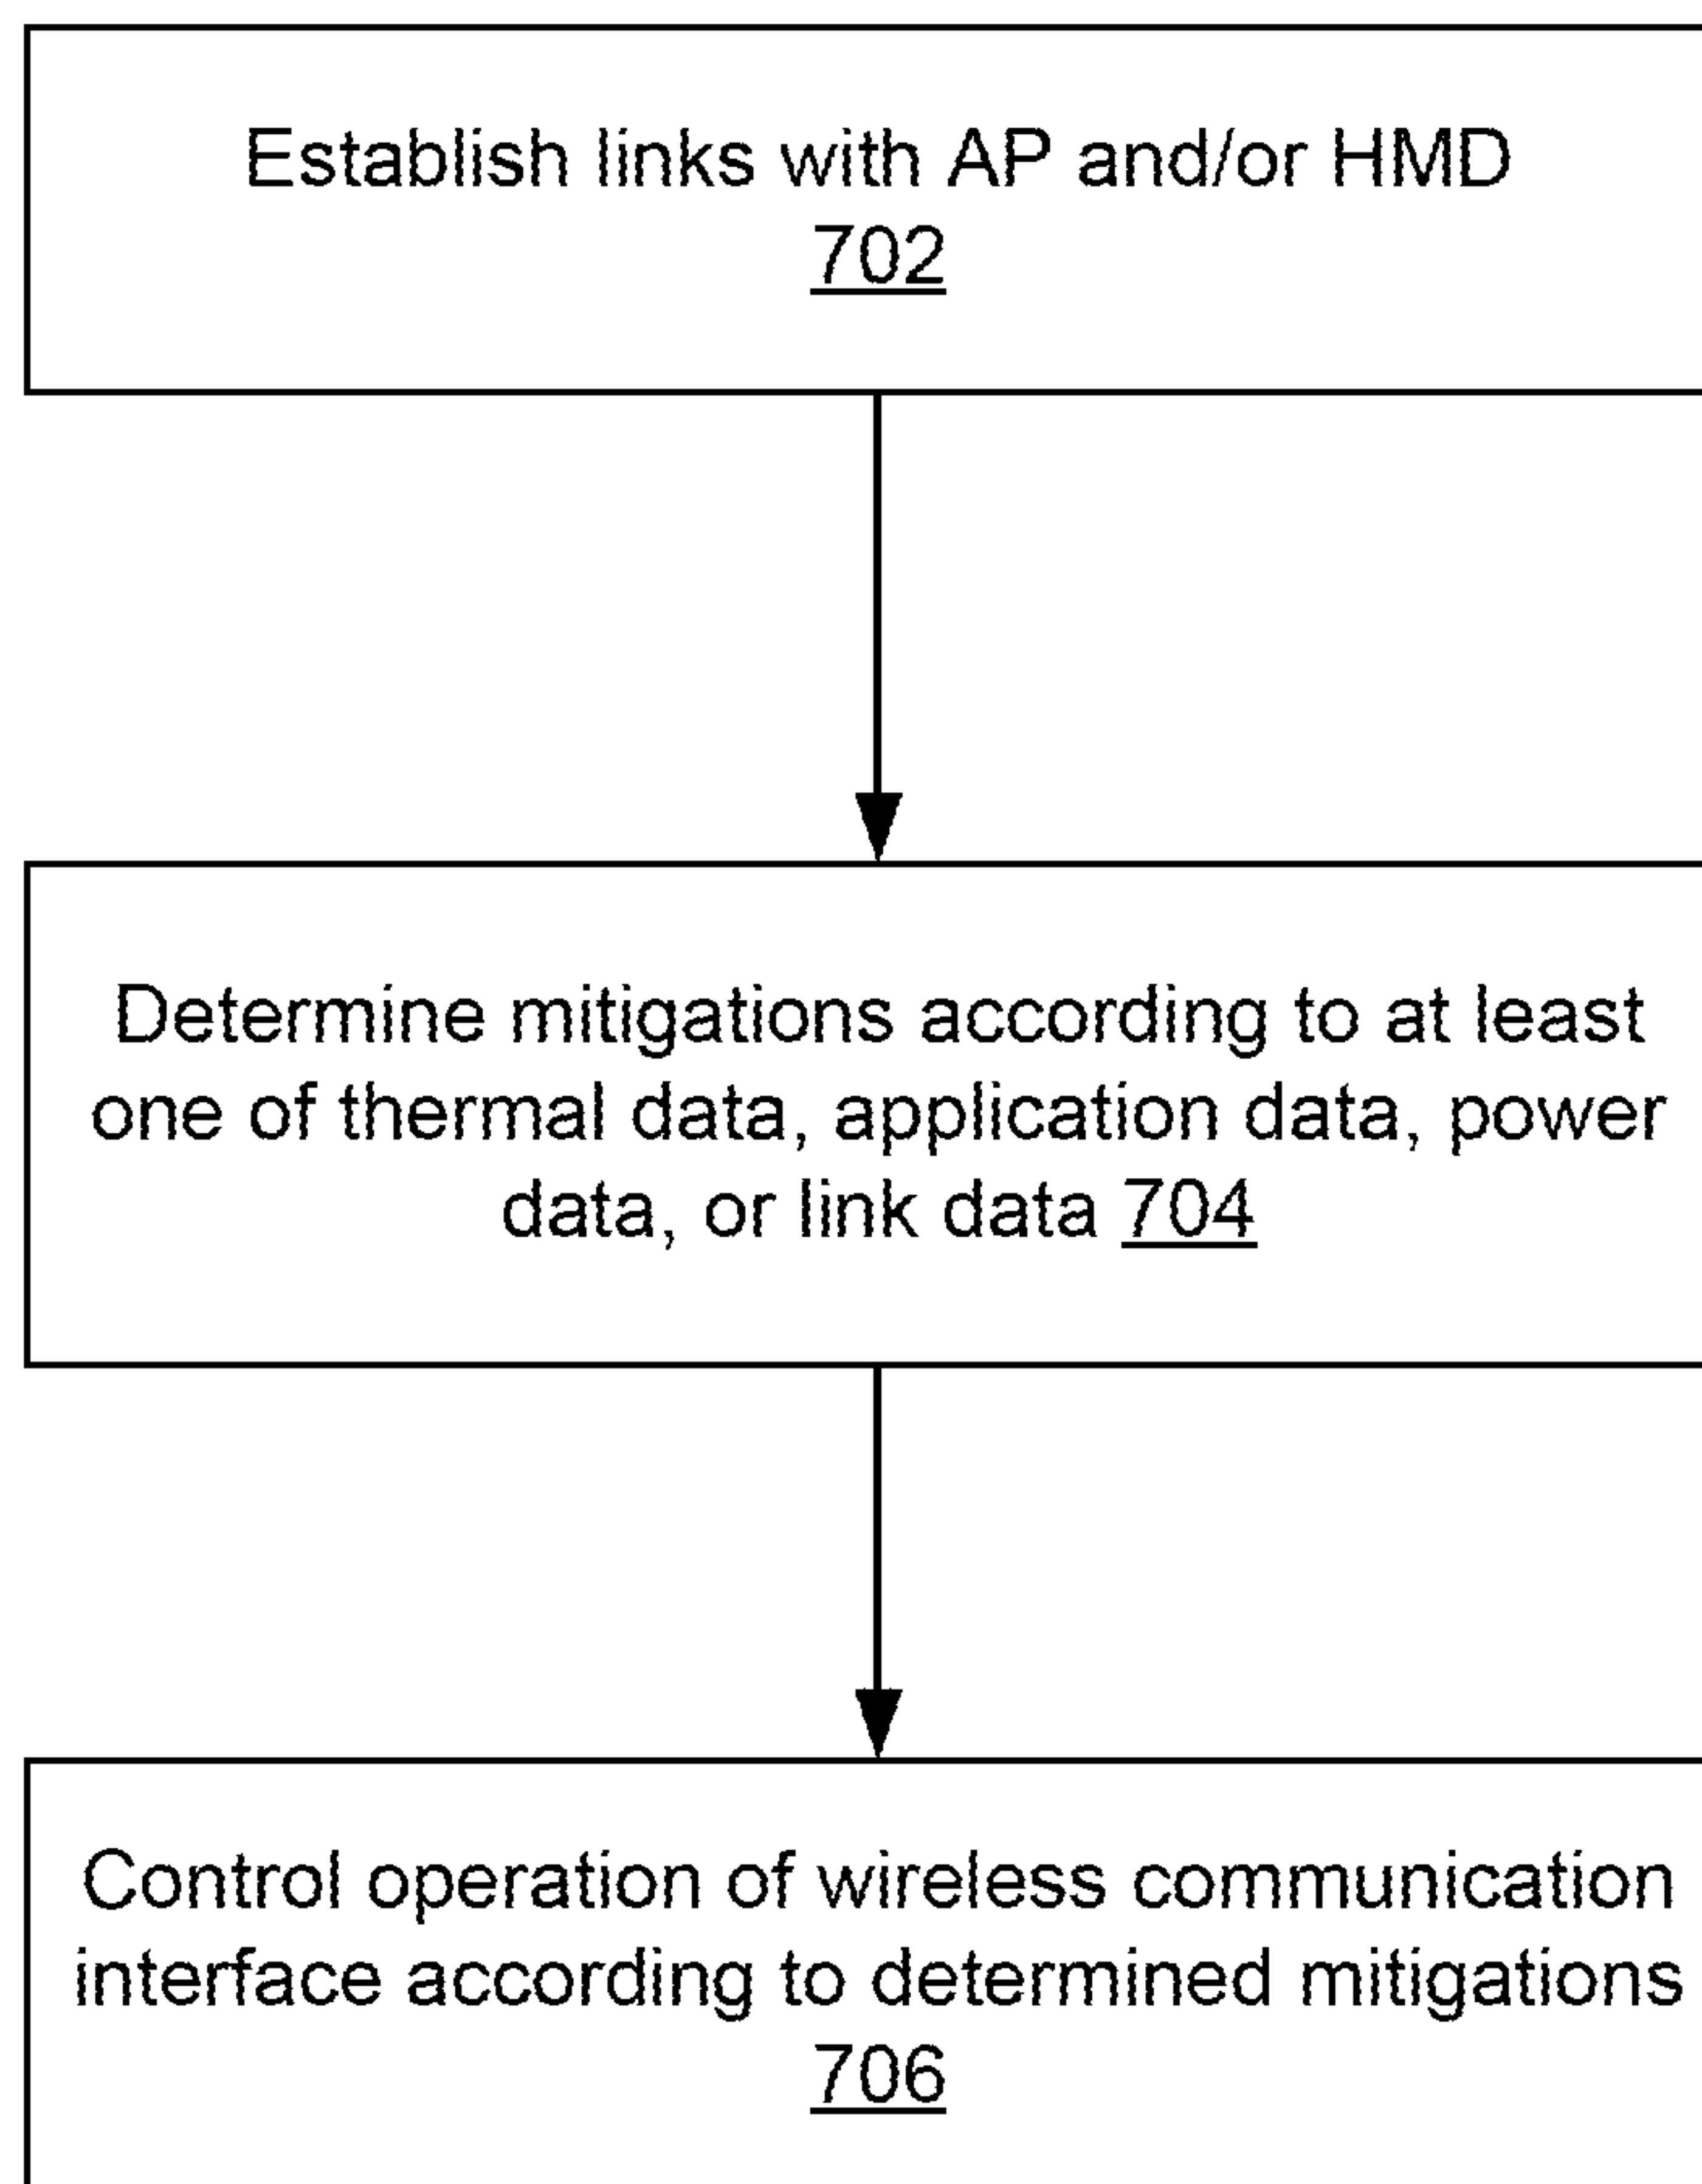 Establish links with AP and/or HMD
702
Determine mitigations according to at least
one of thermal data, application data, power
data, or link data 704
Control operation of wireless communication
interface according to determined mitigations
706